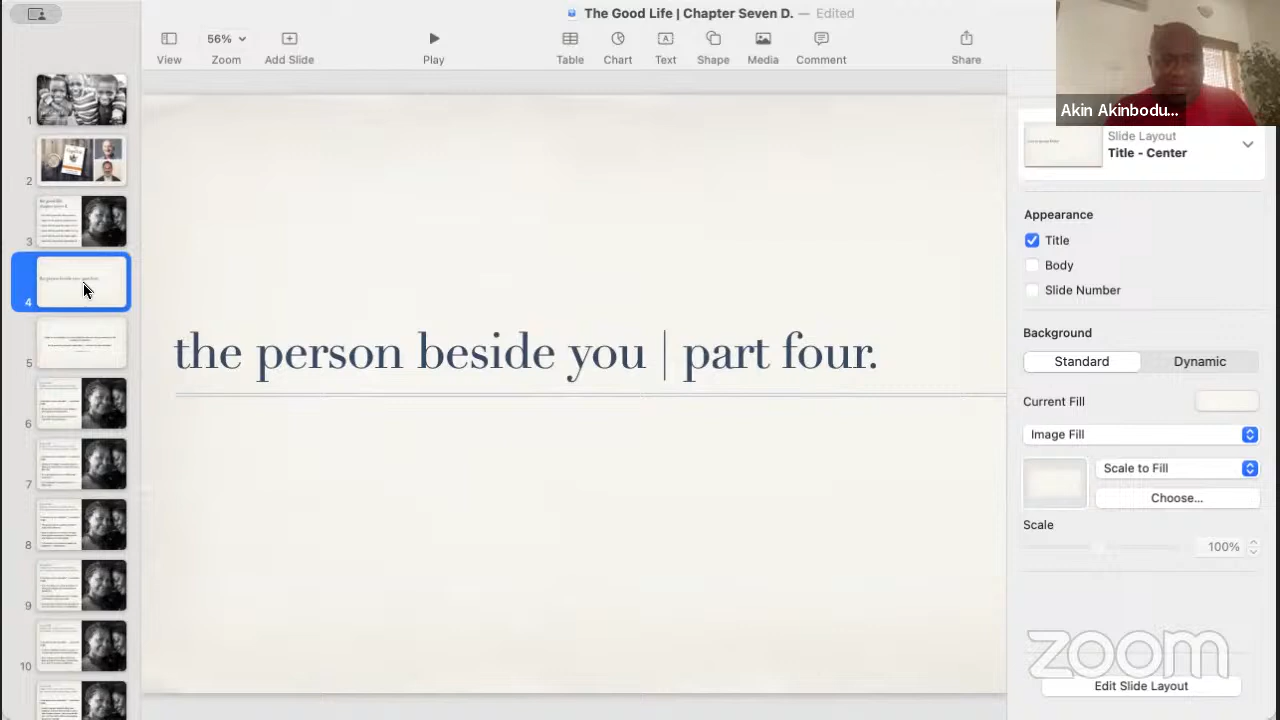 The Good Life | Chapter Seven D. — Edited
56%
View
Zoom
Add Slide
Play
Table
Chart
Text
Shape
Media
Comment
Share
Akin Akinbodu...
1
2
3
4
5
6
7
8
9
10
the person beside you | part four.
Slide Layout
Title - Center
Appearance
Title
Body
Slide Number
Background
Standard
Dynamic
Current Fill
Image Fill
Scale to Fill
Choose...
Scale
100%
zoom
Edit Slide Layout